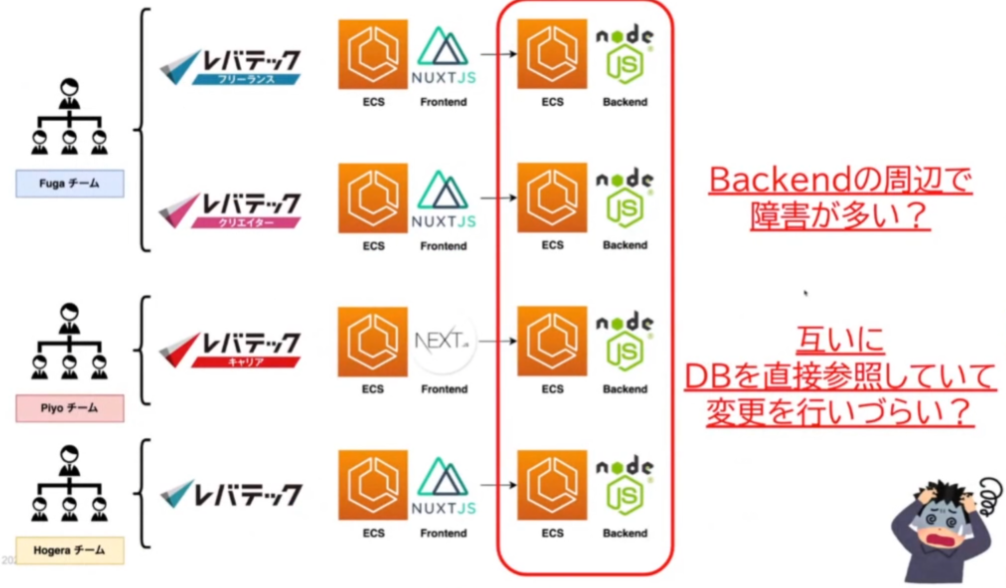 レバテック
フリーランス
ECS
NUXTJS
Frontend
ECS
node
JS
Backend
Fuga チーム
レバテック
クリエイター
ECS
NUXTJS
Frontend
ECS
node
JS
Backend
Backendの周辺で
障害が多い？
レバテック
キャリア
ECS
NEXT.JS
Frontend
ECS
node
JS
Backend
Piyo チーム
互いに
DBを直接参照していて
変更を行いづらい？
レバテック
ECS
NUXTJS
Frontend
ECS
node
JS
Backend
Hogera チーム